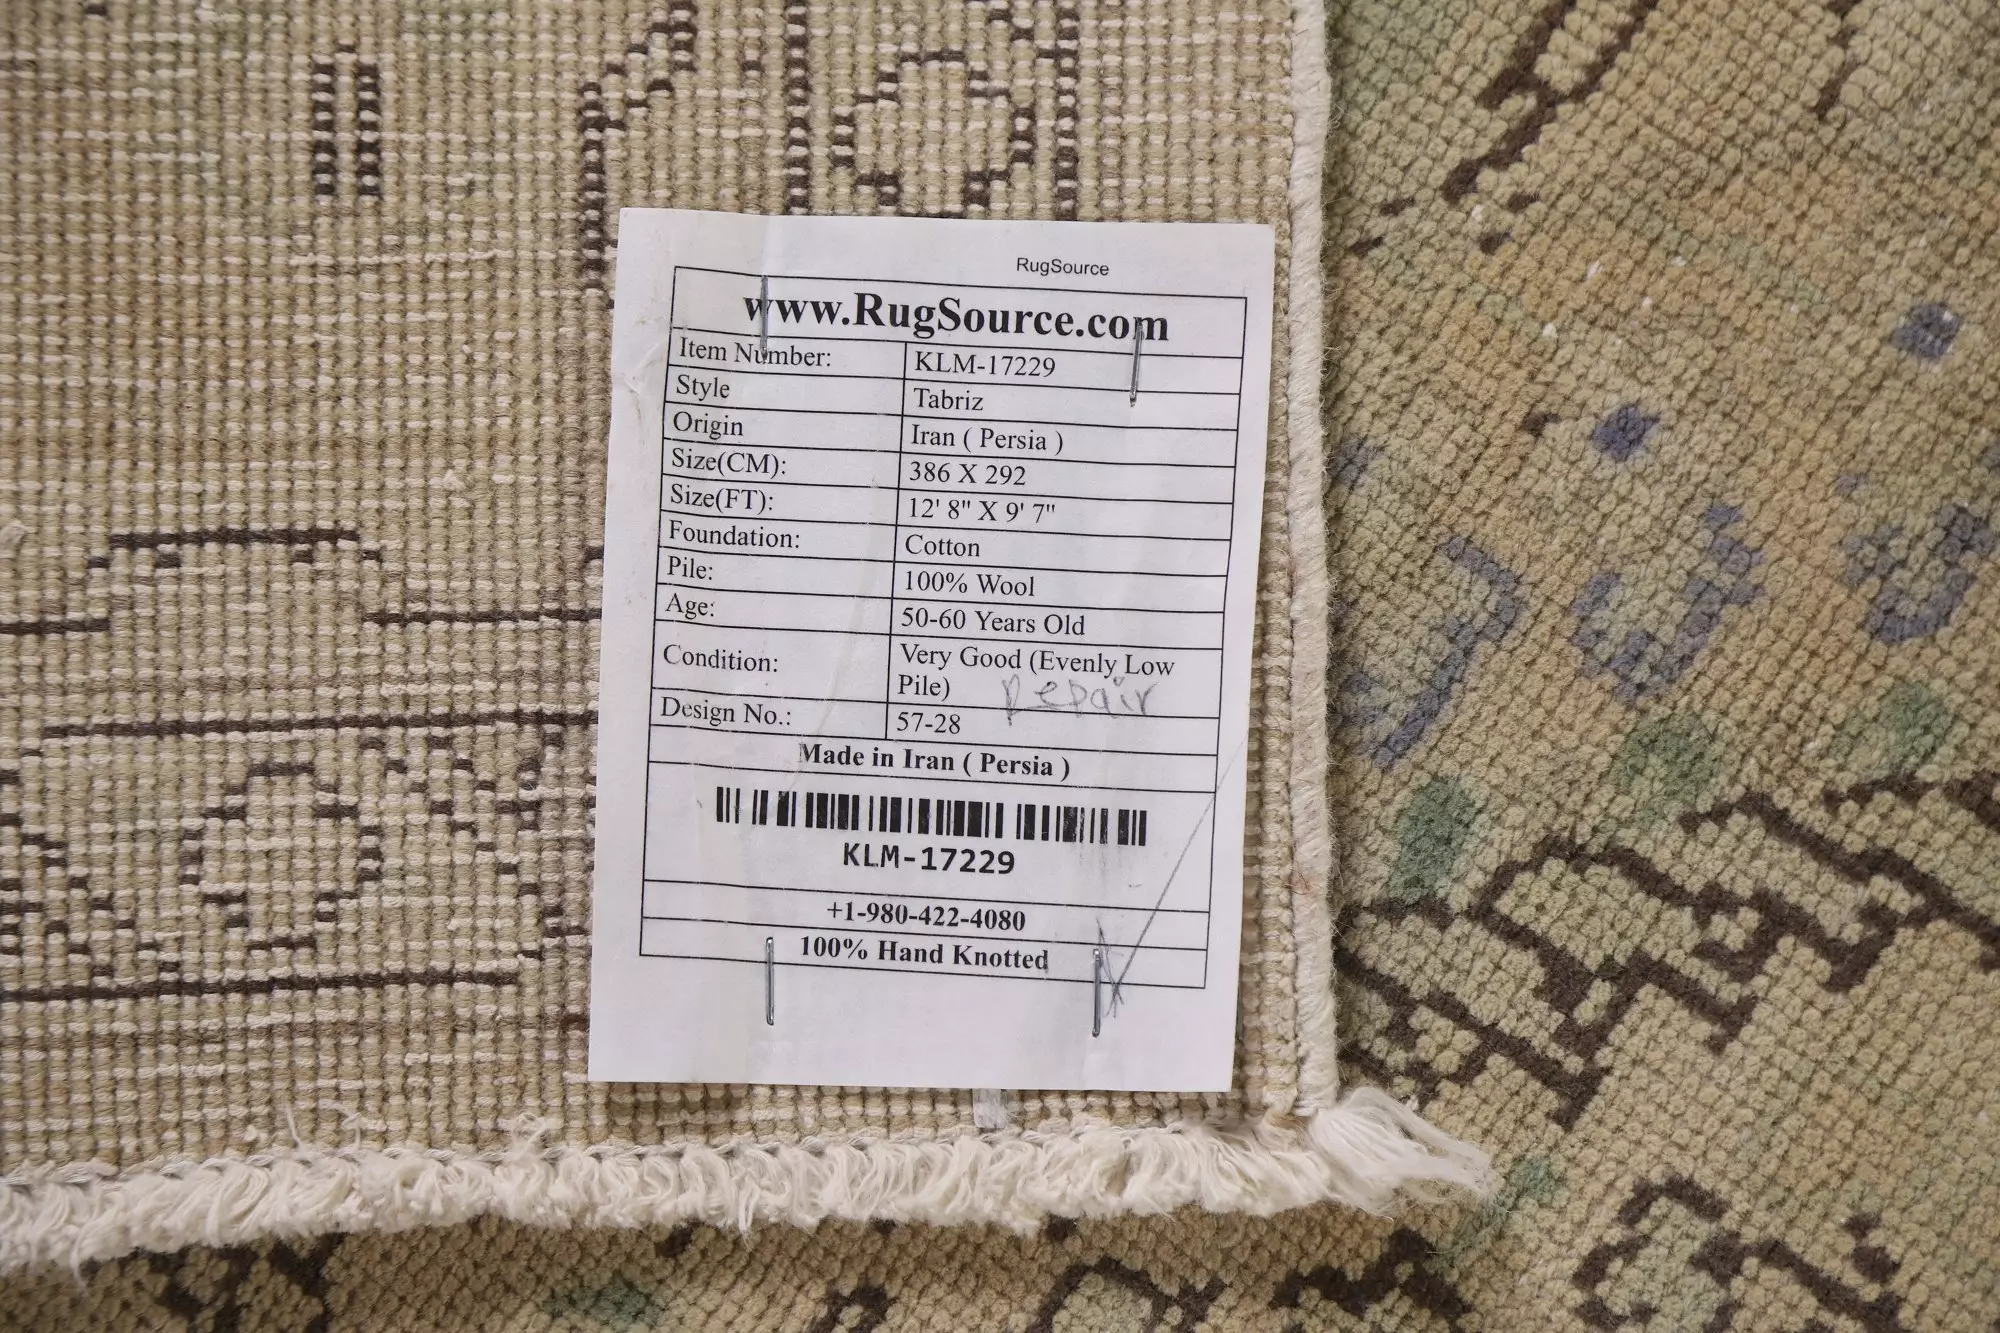 RugSource
www.RugSource.com
Item Number: KLM-17229
Style Tabriz
Origin Iran ( Persia )
Size(CM): 386 X 292
Size(FT): 12' 8" X 9' 7"
Foundation: Cotton
Pile: 100% Wool
Age: 50-60 Years Old
Condition: Very Good (Evenly Low
Pile) Repair
Design No.: 57-28
Made in Iran ( Persia )
KLM-17229
+1-980-422-4080
100% Hand Knotted